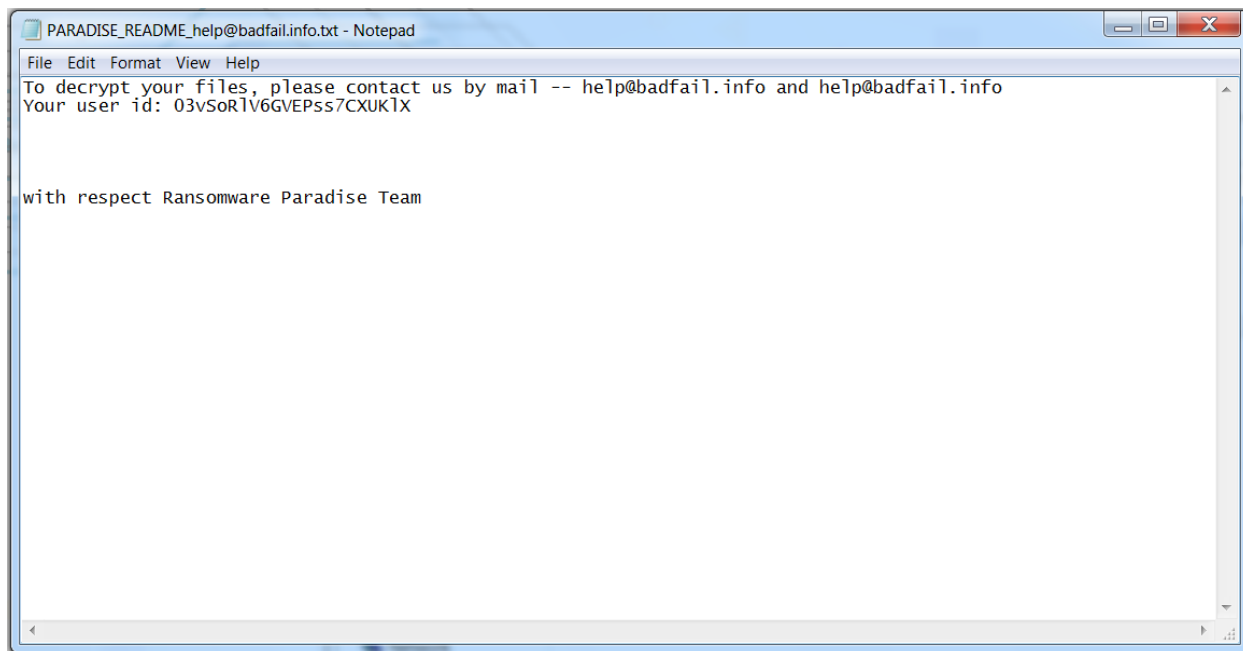 PARADISE_README_help@badfail.info.txt - Notepad
File Edit Format View Help
To decrypt your files, please contact us by mail -- help@badfail.info and help@badfail.info
Your user id: O3vSoRlV6GVEPss7CXUKlX
with respect Ransomware Paradise Team